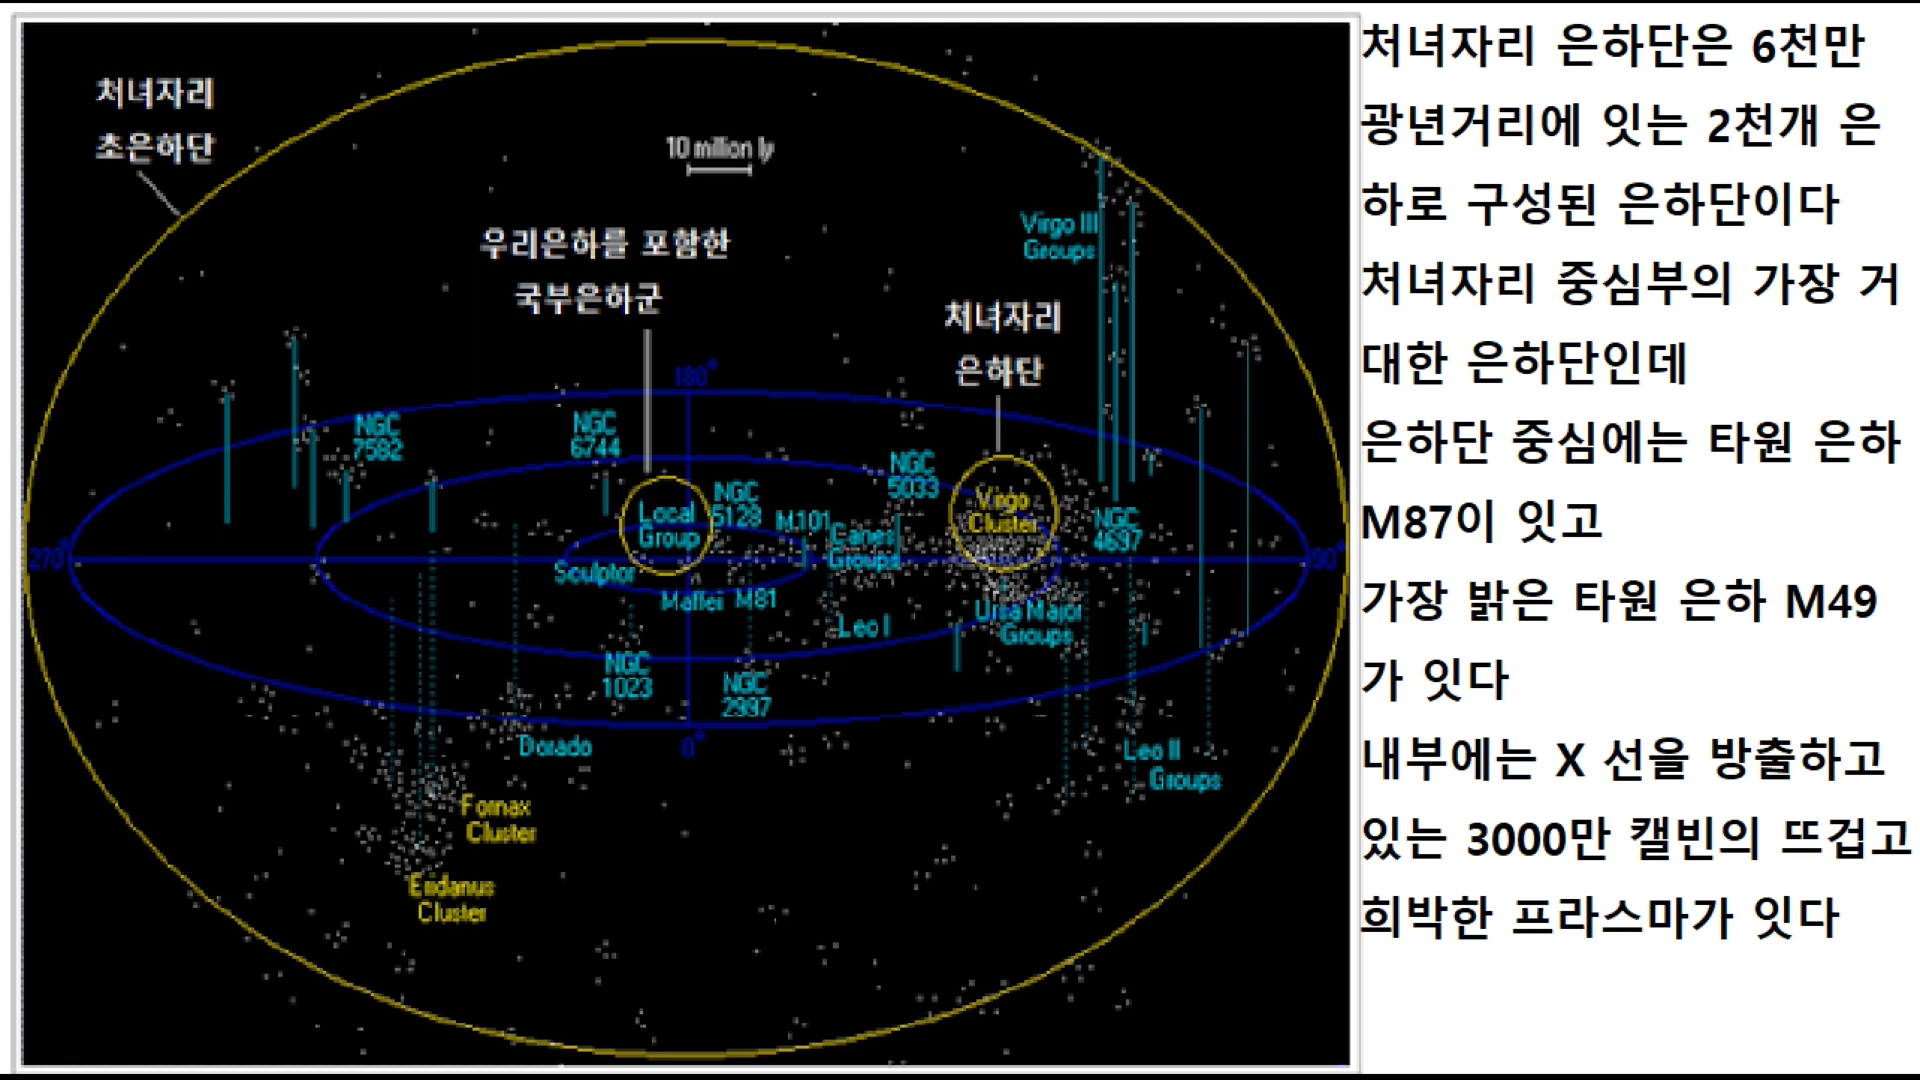 처녀자리
초은하단
10 million ly
우리은하를 포함한
국부은하군
처녀자리
은하단
Virgo III
Groups
180°
NGC
7582
NGC
6744
NGC
5033
Local
Group
NGC
5128
M101
Canes
Groups
Virgo
Cluster
NGC
4697
270°
90°
Sculptor
Maffei
M81
Leo I
Ursa Major
Groups
NGC
1023
NGC
2997
Dorado
0°
Leo II
Groups
Fornax
Cluster
Eridanus
Cluster
처녀자리 은하단은 6천만
광년거리에 잇는 2천개 은
하로 구성된 은하단이다
처녀자리 중심부의 가장 거
대한 은하단인데
은하단 중심에는 타원 은하
M87이 잇고
가장 밝은 타원 은하 M49
가 잇다
내부에는 X 선을 방출하고
있는 3000만 캘빈의 뜨겁고
희박한 프라스마가 잇다